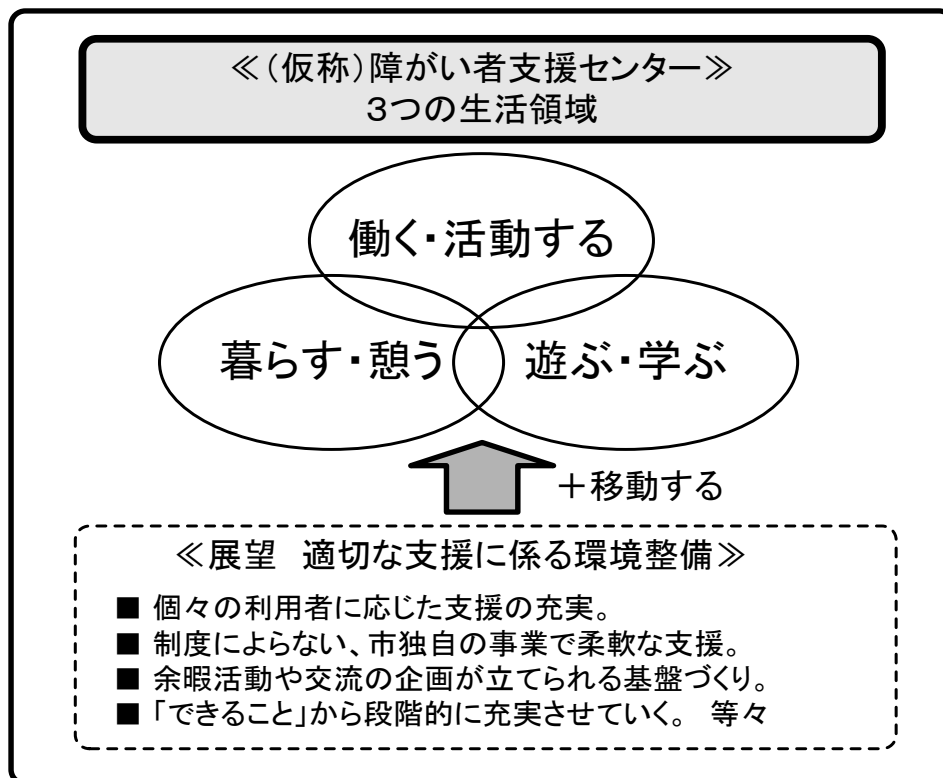 ≪(仮称)障がい者支援センター≫
3つの生活領域
働く・活動する
暮らす・憩う
遊ぶ・学ぶ
＋移動する
≪展望　適切な支援に係る環境整備≫
■ 個々の利用者に応じた支援の充実。
■ 制度によらない、市独自の事業で柔軟な支援。
■ 余暇活動や交流の企画が立てられる基盤づくり。
■ 「できること」から段階的に充実させていく。　等々